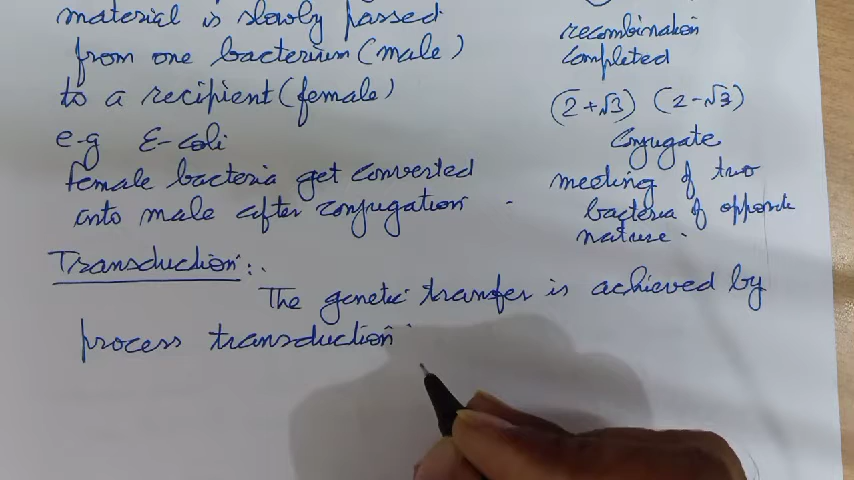 material is slowly passed
from one bacterium (male)
to a recipient (female)
e-g E-coli
female bacteria get converted
into male after conjugation
recombination
completed
(2+√3) (2-√3)
Conjugate
meeting of two
bacteria of opposite
nature.
Transduction:
The genetic transfer is achieved by
process transduction